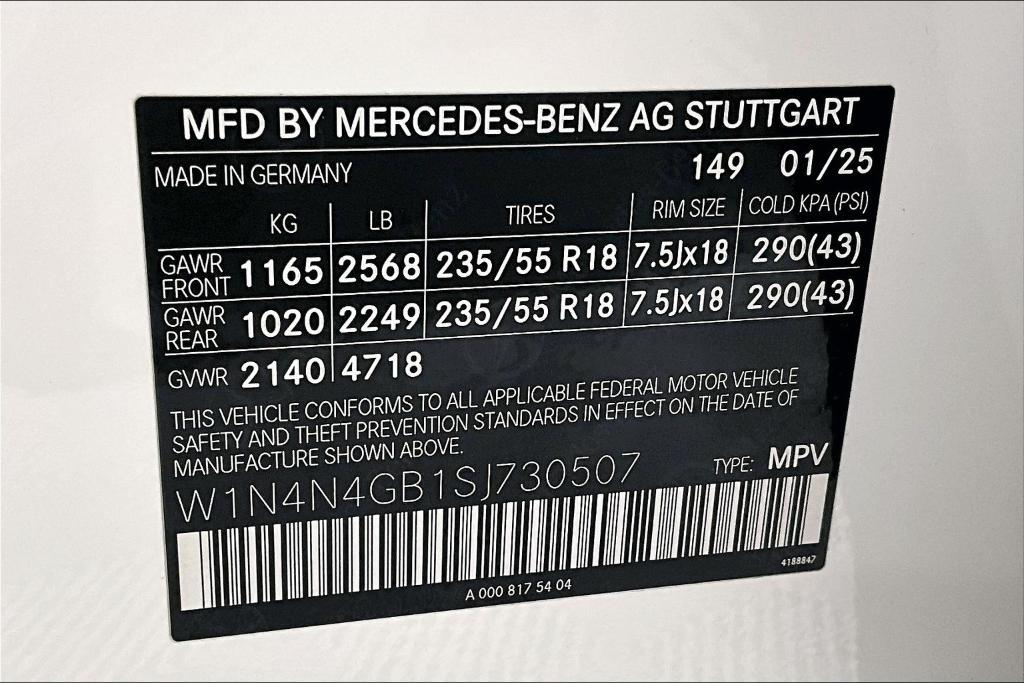 MFD BY MERCEDES-BENZ AG STUTTGART
MADE IN GERMANY 149 01/25
KG LB TIRES RIM SIZE COLD KPA (PSI)
GAWR FRONT 1165 2568 235/55 R18 7.5Jx18 290(43)
GAWR REAR 1020 2249 235/55 R18 7.5Jx18 290(43)
GVWR 2140 4718
THIS VEHICLE CONFORMS TO ALL APPLICABLE FEDERAL MOTOR VEHICLE
SAFETY AND THEFT PREVENTION STANDARDS IN EFFECT ON THE DATE OF
MANUFACTURE SHOWN ABOVE.
W1N4N4GB1SJ730507 TYPE: MPV
4188847
A 000 817 54 04